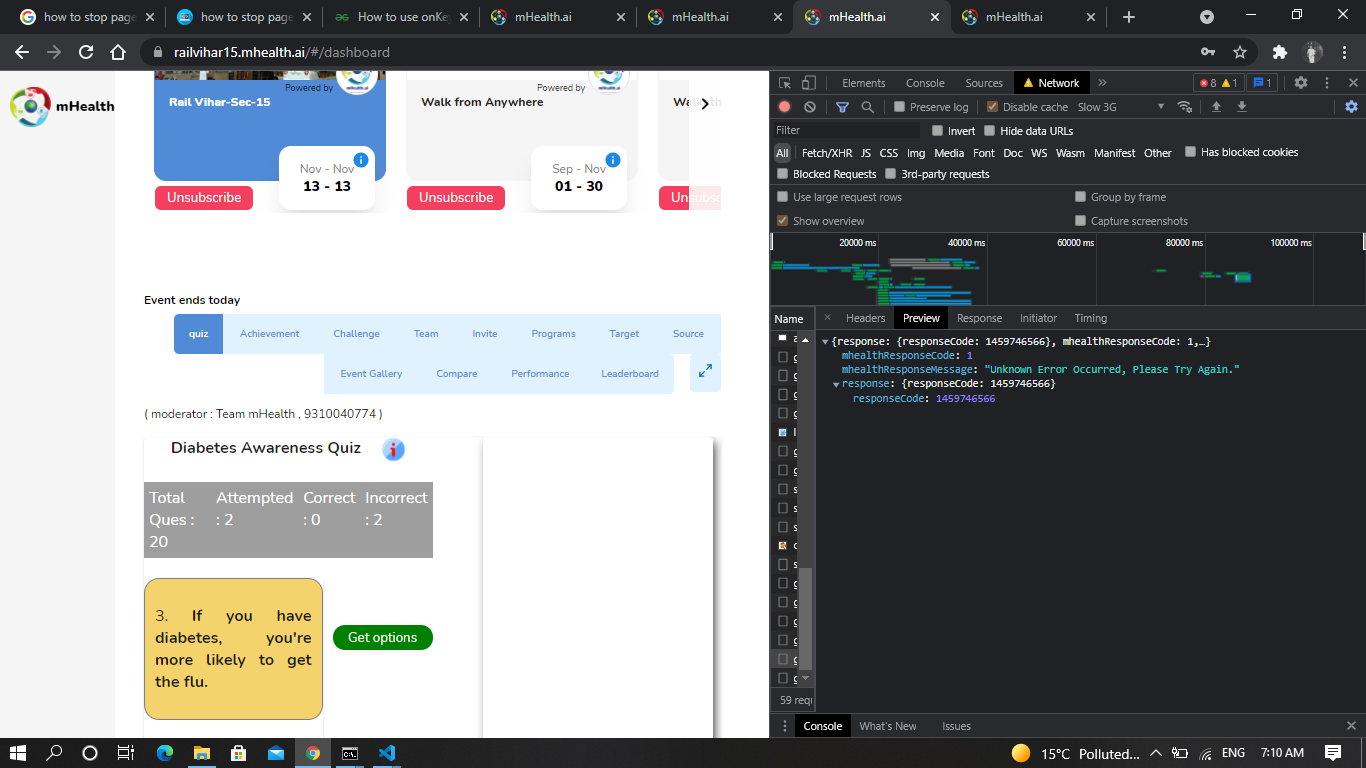 how to stop page
how to stop page
How to use onKey
mHealth.ai
mHealth.ai
mHealth.ai
mHealth.ai
railvihar15.mhealth.ai/#/dashboard
mHealth
Powered by
Rail Vihar-Sec-15
Nov - Nov
13 - 13
Unsubscribe
Powered by
Walk from Anywhere
Sep - Nov
01 - 30
Unsubscribe
Event ends today
quiz
Achievement
Challenge
Team
Invite
Programs
Target
Source
Event Gallery
Compare
Performance
Leaderboard
( moderator : Team mHealth , 9310040774 )
Diabetes Awareness Quiz
Total Attempted Correct Incorrect
Ques : : 2 : 0 : 2
20
3. If you have
diabetes, you're
more likely to get
the flu.
Get options
Elements
Console
Sources
Network
8
1
1
Preserve log
Disable cache
Slow 3G
Filter
Invert
Hide data URLs
All
Fetch/XHR
JS
CSS
Img
Media
Font
Doc
WS
Wasm
Manifest
Other
Has blocked cookies
Blocked Requests
3rd-party requests
Use large request rows
Group by frame
Show overview
Capture screenshots
20000 ms
40000 ms
60000 ms
80000 ms
100000 ms
Name
Headers
Preview
Response
Initiator
Timing
{response: {responseCode: 1459746566}, mhealthResponseCode: 1,…}
mhealthResponseCode: 1
mhealthResponseMessage: "Unknown Error Occurred, Please Try Again."
response: {responseCode: 1459746566}
responseCode: 1459746566
59 requ
Console
What's New
Issues
15°C Polluted...
ENG
7:10 AM